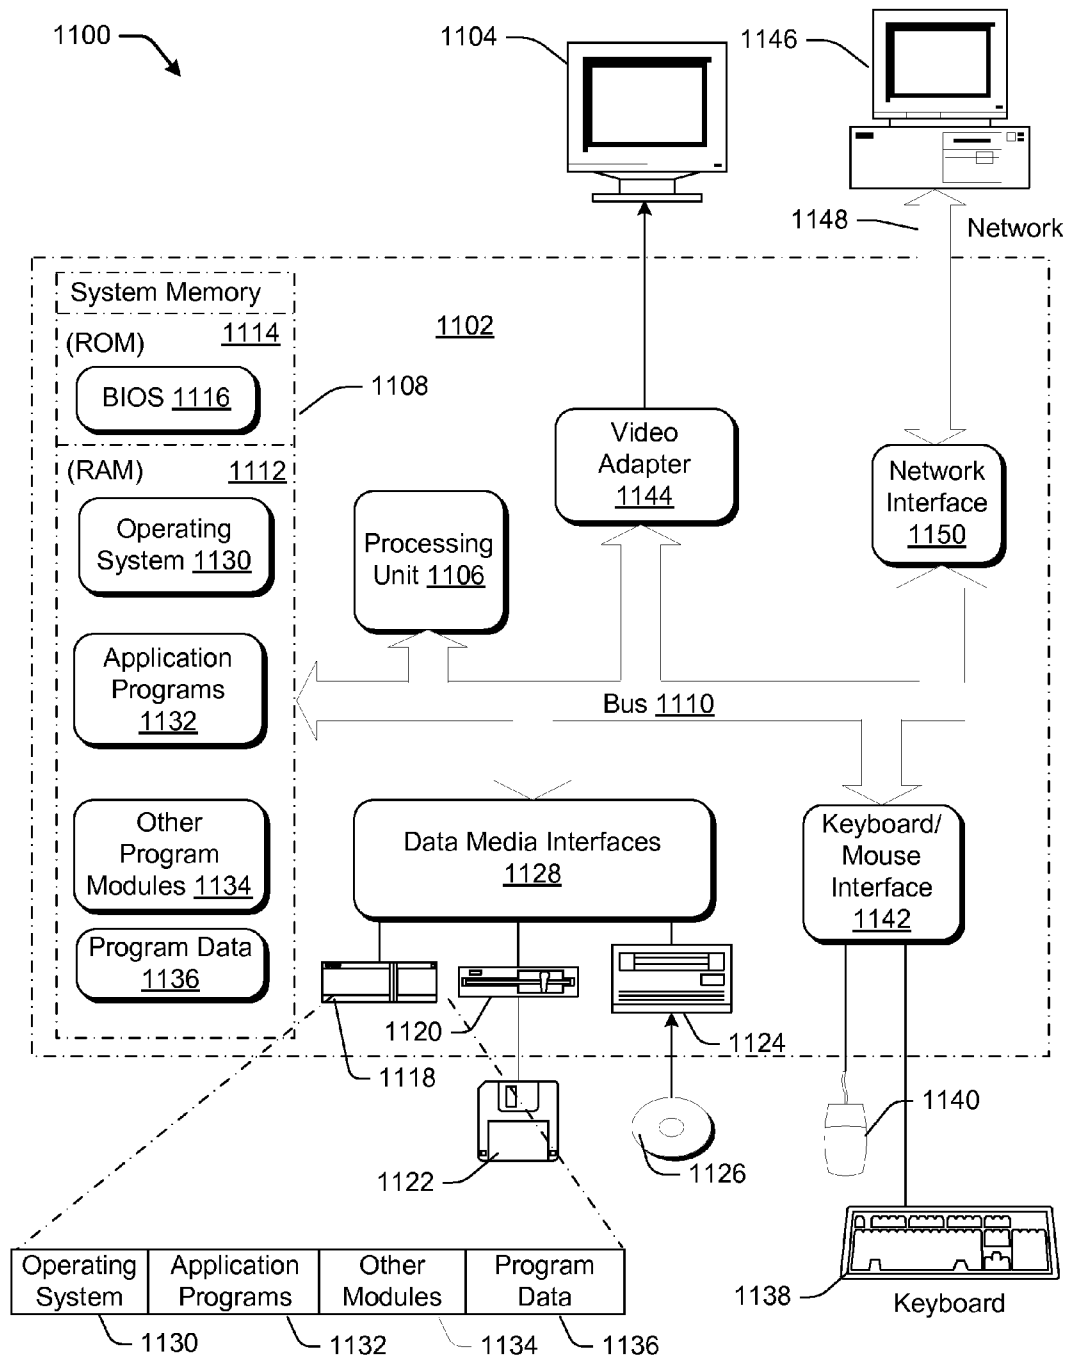 1100
1104
1146
1148
Network
System Memory
1102
(ROM) 1114
BIOS 1116
1108
(RAM) 1112
Operating
System 1130
Application
Programs
1132
Other
Program
Modules 1134
Program Data
1136
Processing
Unit 1106
Video
Adapter
1144
Network
Interface
1150
Bus 1110
Data Media Interfaces
1128
Keyboard/
Mouse
Interface
1142
1120
1124
1118
1122
1126
1140
1138
Keyboard
Operating
System
Application
Programs
Other
Modules
Program
Data
1130
1132
1134
1136